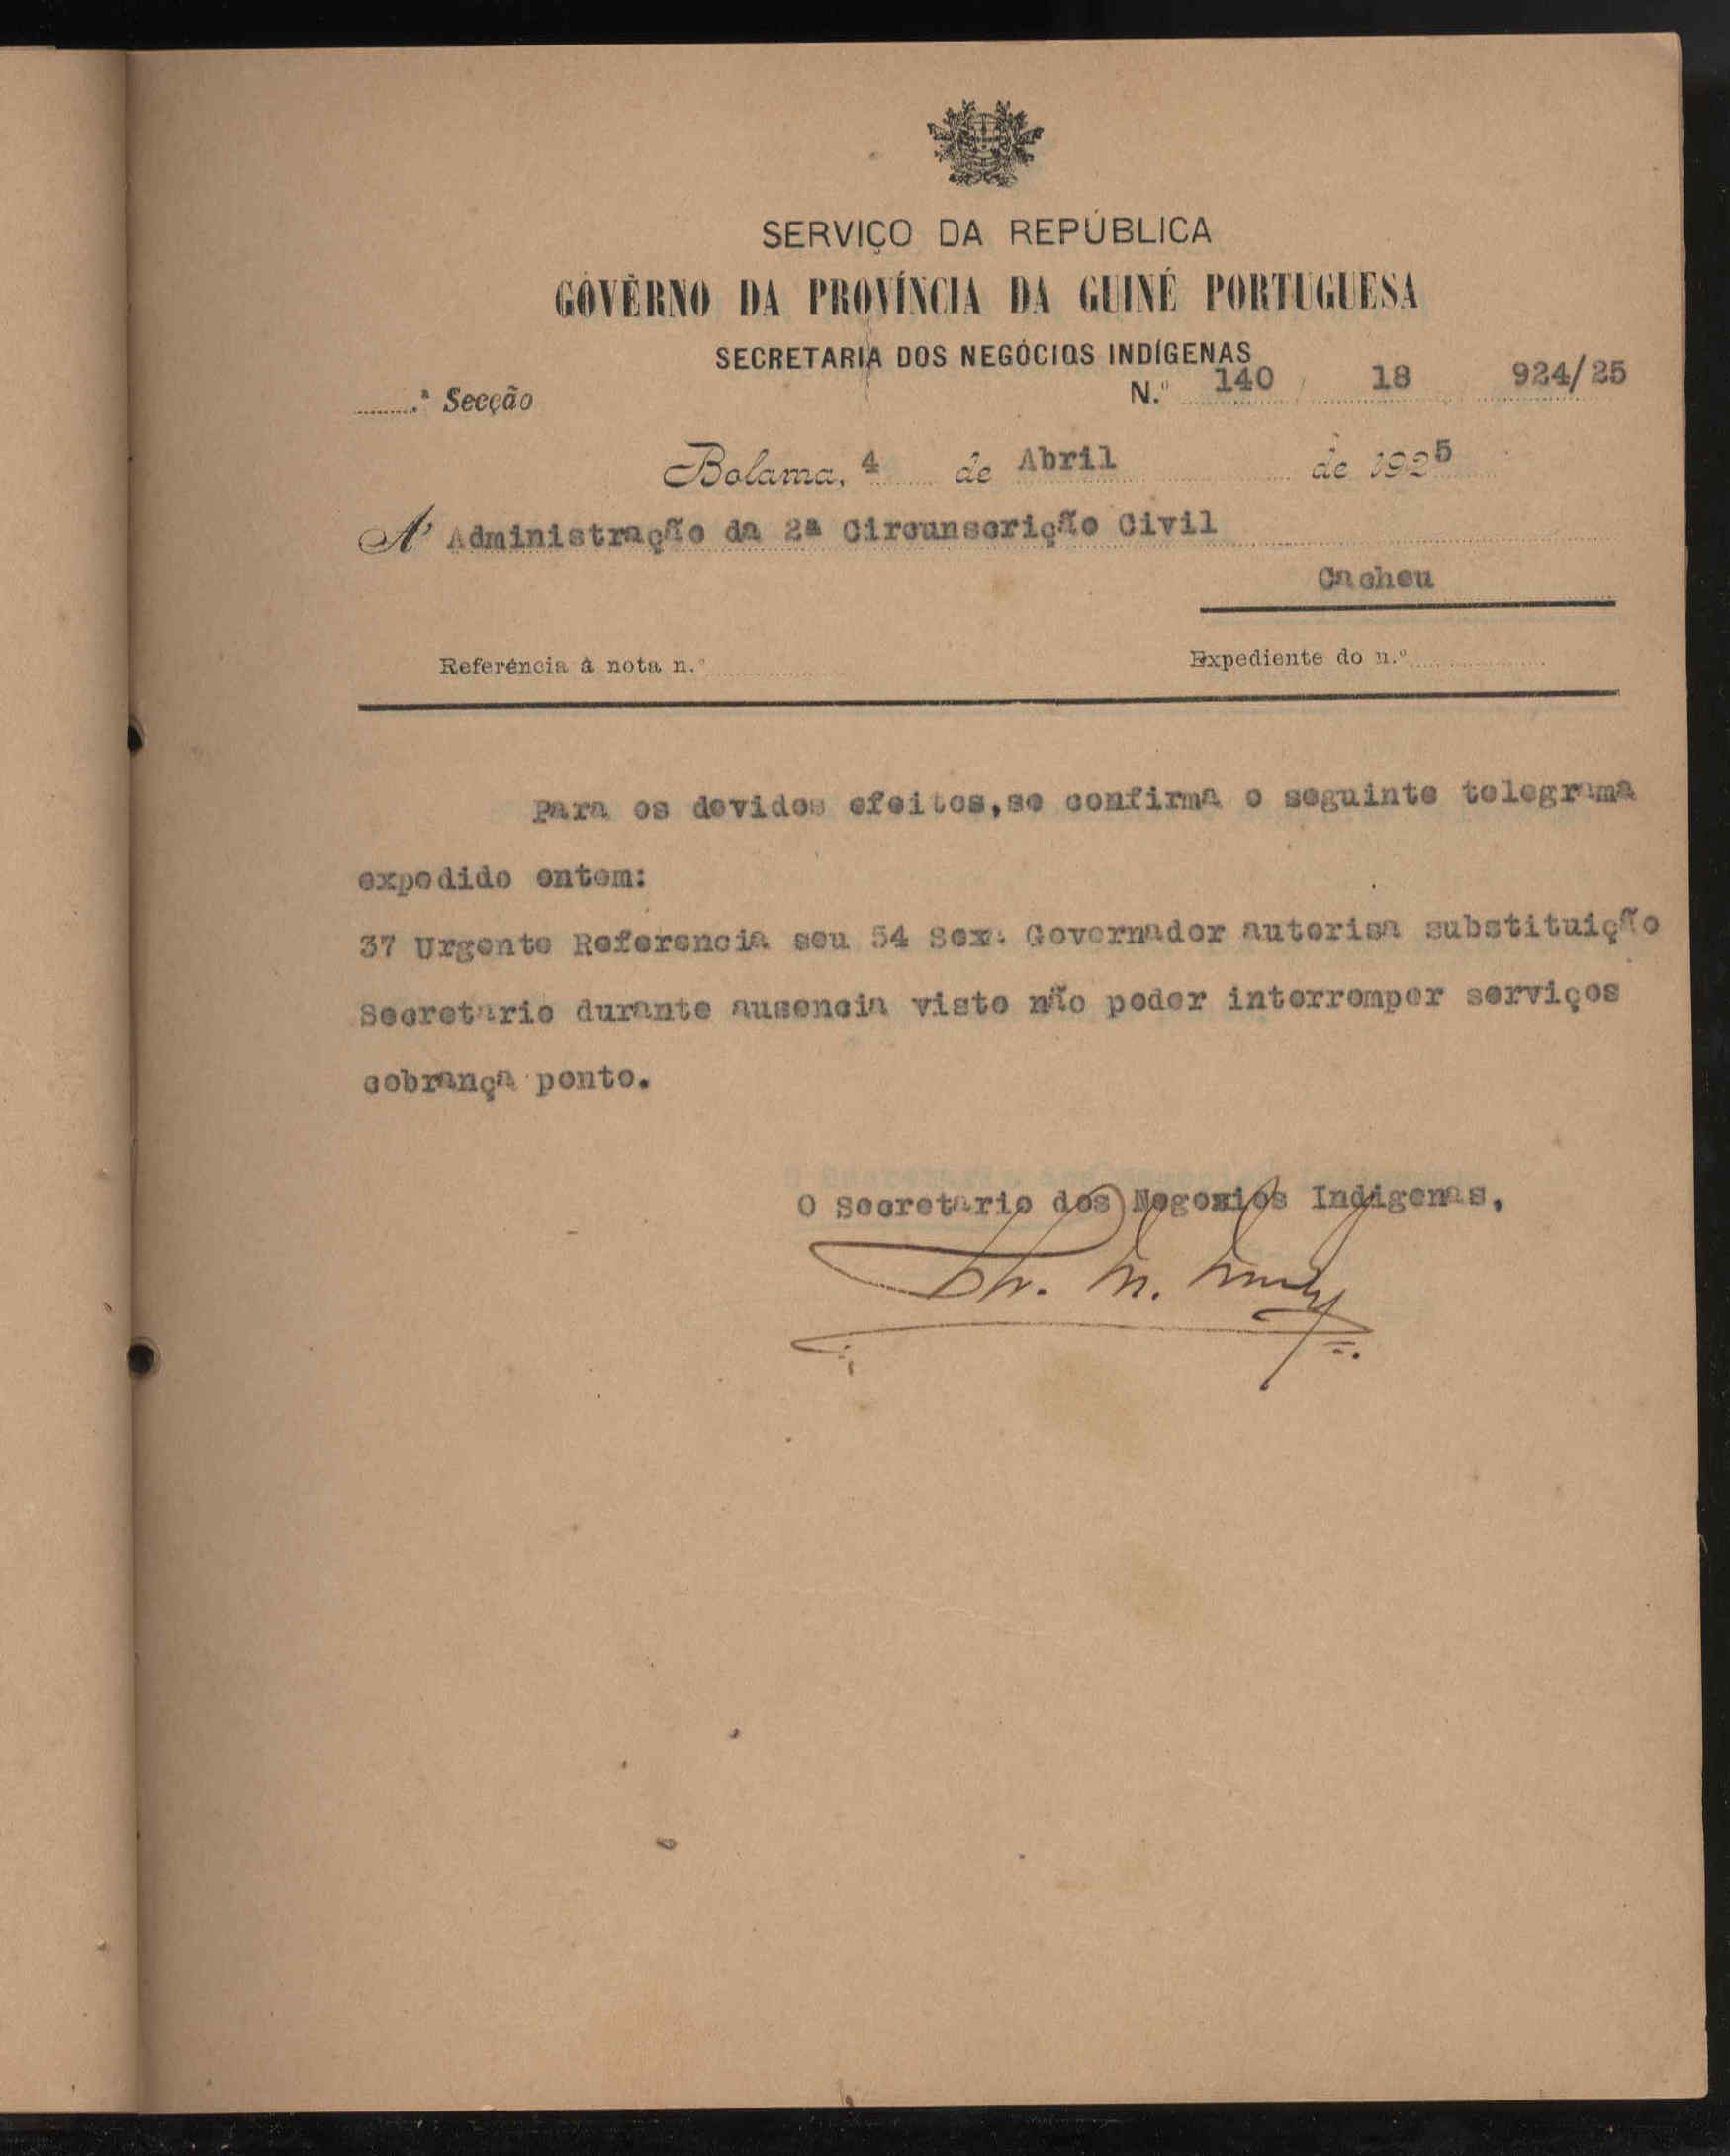 SERVIÇO DA REPÚBLICA
GOVÊRNO DA PROVÍNCIA DA GUINÉ PORTUGUESA
SECRETARIA DOS NEGÓCIOS INDÍGENAS
.ª Secção N.º 140 18 924/25
Bolama, 4 de Abril de 1925
A' Administração da 2ª Circunscrição Civil
Cacheu
Referência à nota n.º Expediente do n.º
Para os devidos efeitos,se confirma o seguinte telegrama
expedido ontem:
37 Urgente Referencia seu 54 Sex. Governador autorisa substituição
Secretario durante ausencia visto não poder interromper serviços
cobrança ponto.
O Secretario dos Negoxios Indigenas,